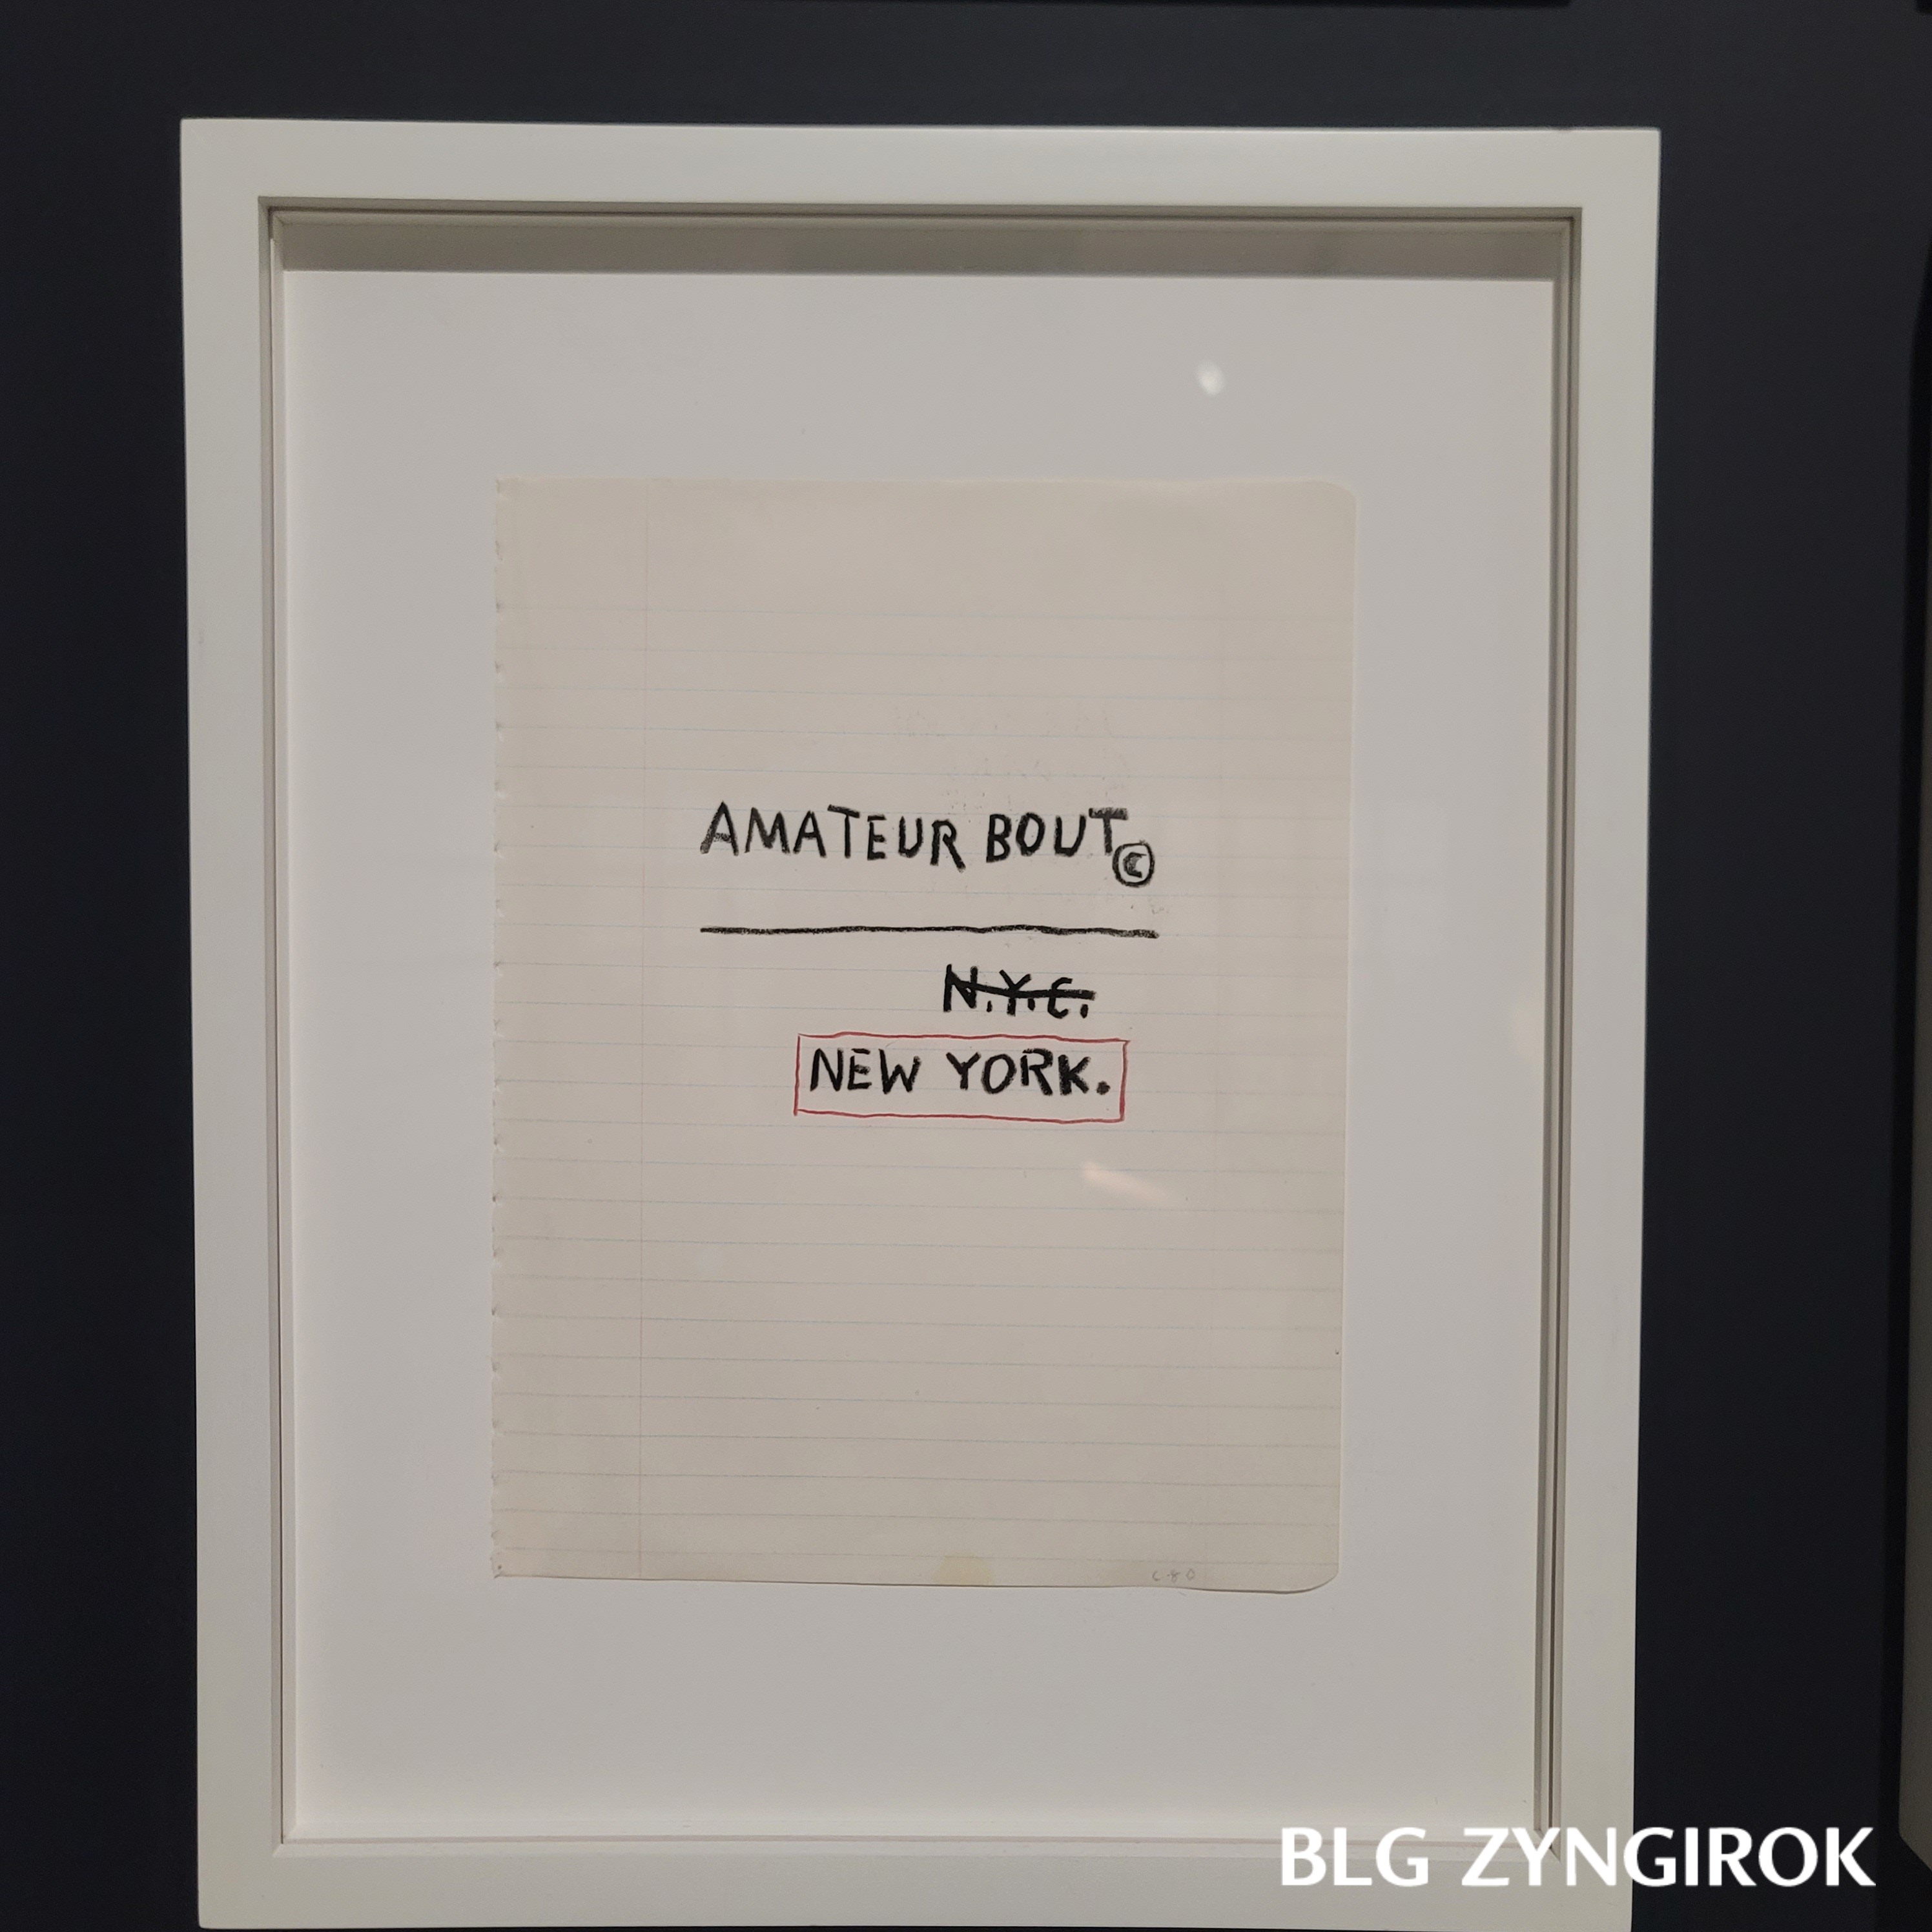 AMATEUR BOUT©
N.Y.C.
NEW YORK.
BLG ZYNGIROK